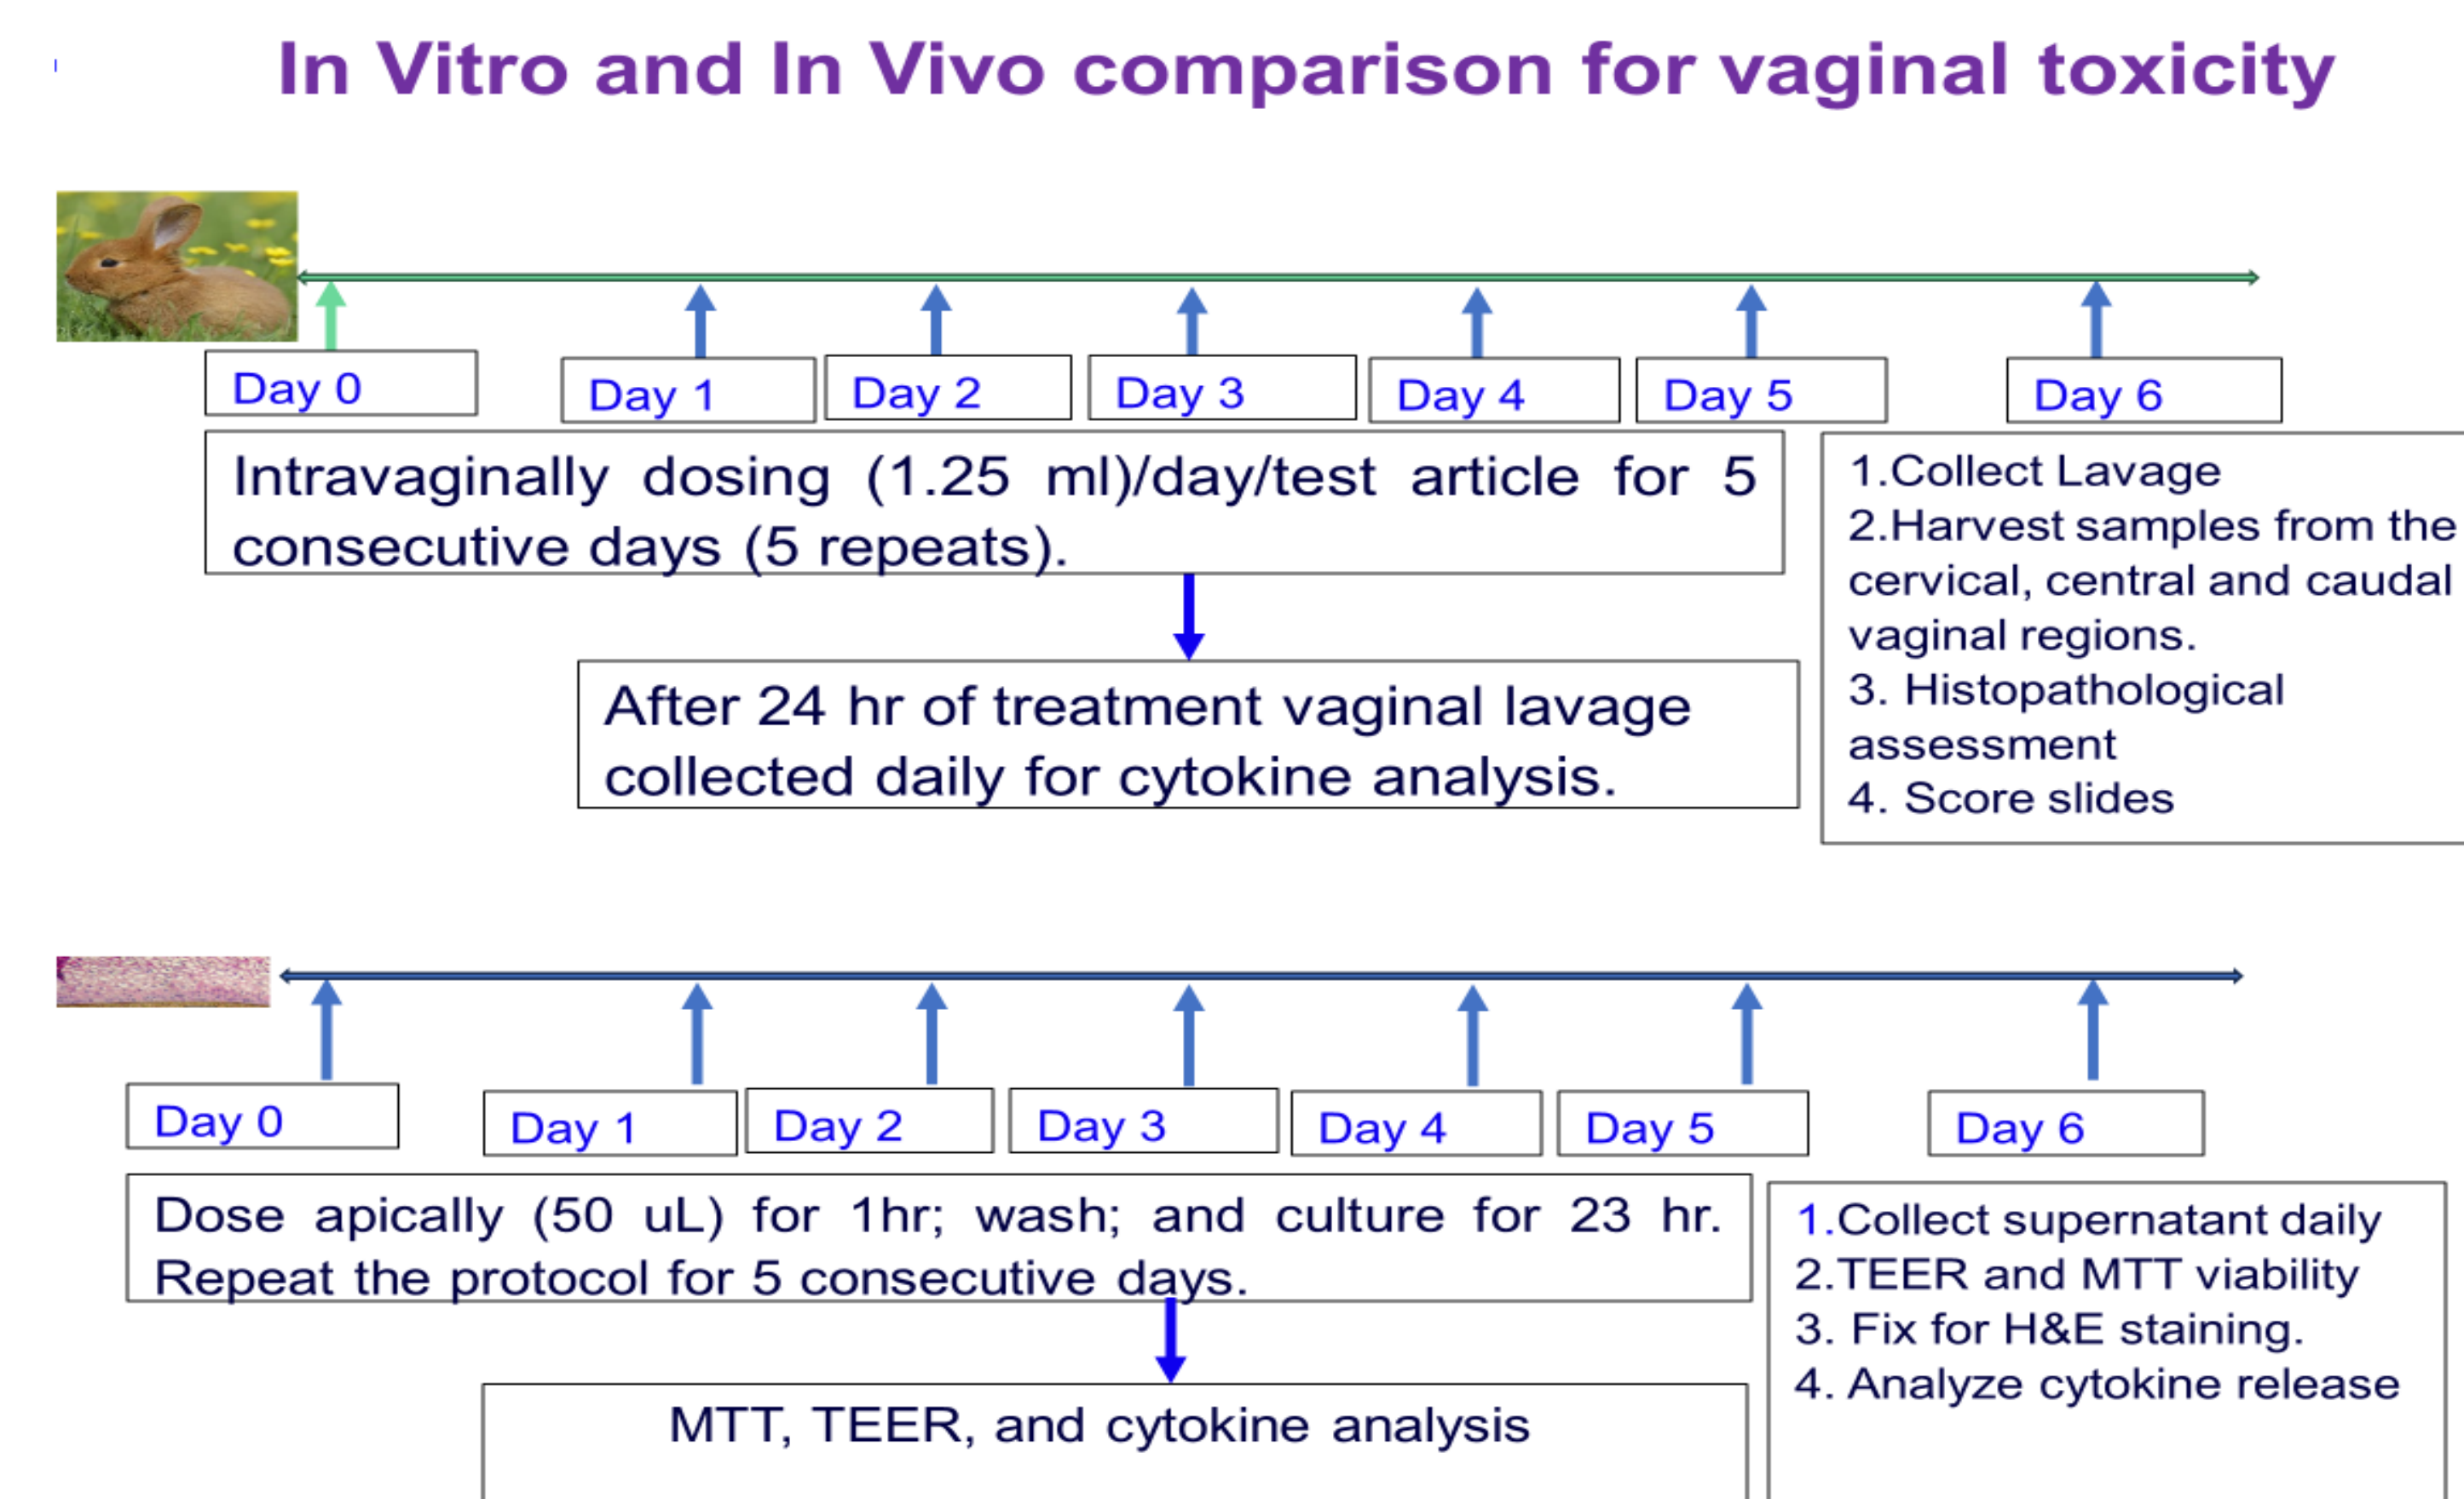 In Vitro and In Vivo comparison for vaginal toxicity
Day 0
Day 1
Day 2
Day 3
Day 4
Day 5
Day 6
Intravaginally dosing (1.25 ml)/day/test article for 5
consecutive days (5 repeats).
After 24 hr of treatment vaginal lavage
collected daily for cytokine analysis.
1.Collect Lavage
2.Harvest samples from the
cervical, central and caudal
vaginal regions.
3. Histopathological
assessment
4. Score slides
Day 0
Day 1
Day 2
Day 3
Day 4
Day 5
Day 6
Dose apically (50 uL) for 1hr; wash; and culture for 23 hr.
Repeat the protocol for 5 consecutive days.
MTT, TEER, and cytokine analysis
1.Collect supernatant daily
2.TEER and MTT viability
3. Fix for H&E staining.
4. Analyze cytokine release